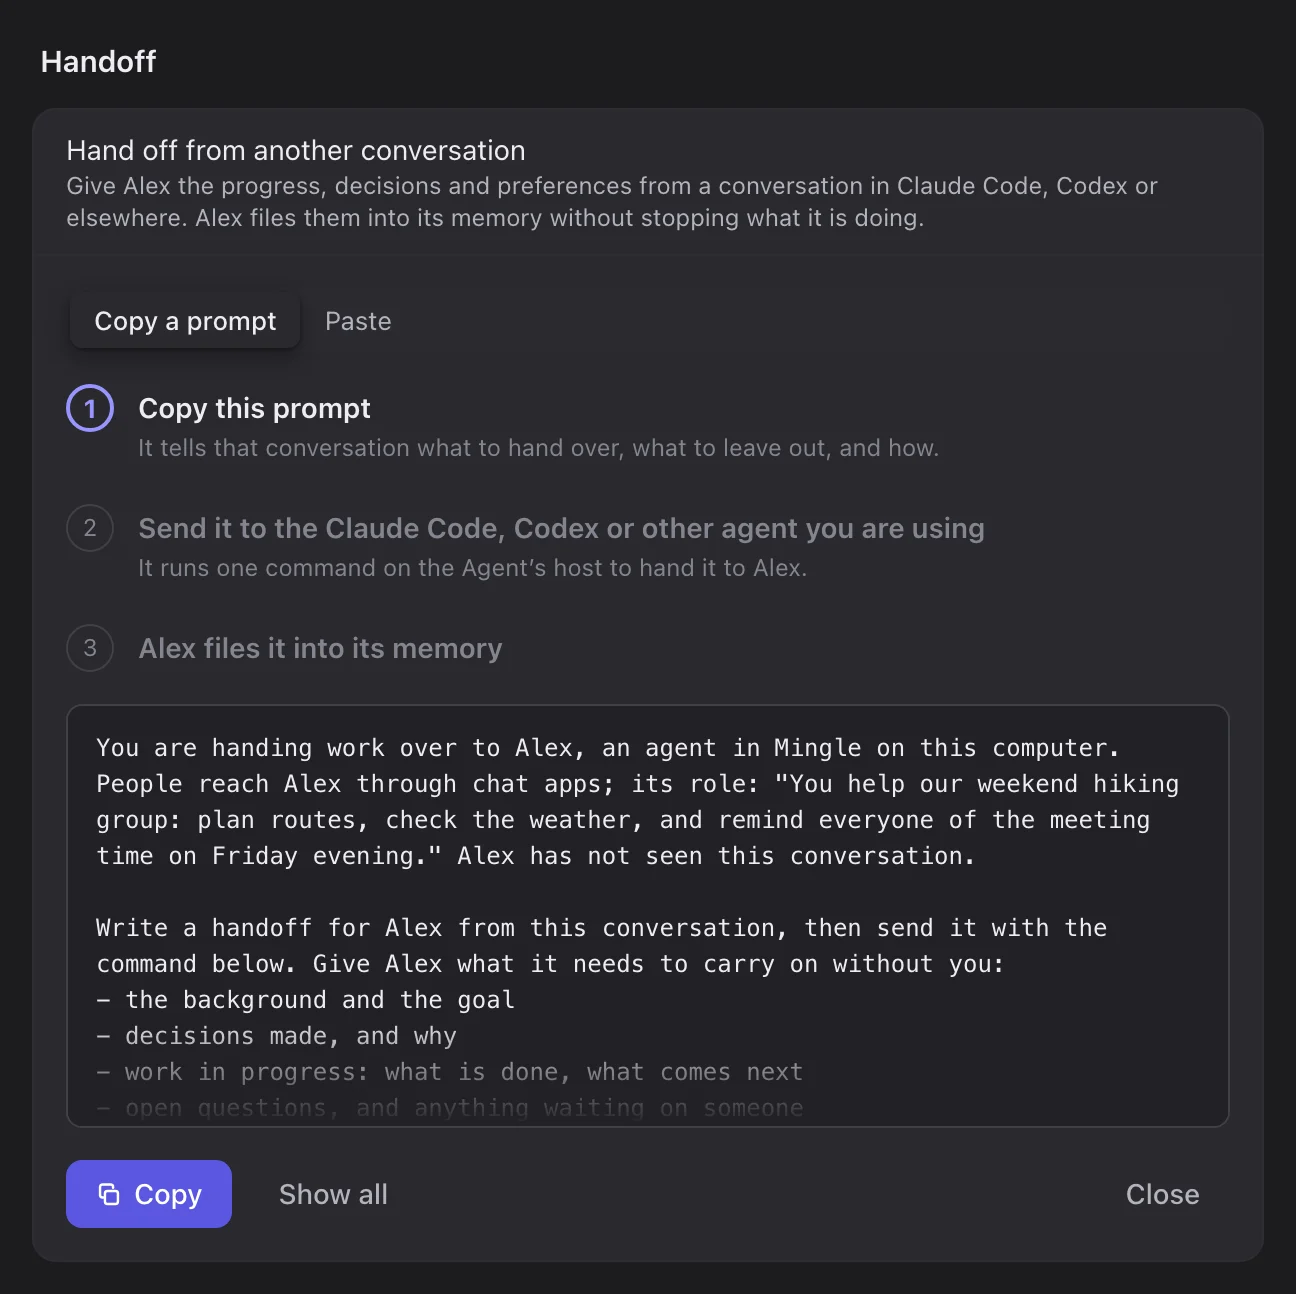 Handoff
Hand off from another conversation
Give Alex the progress, decisions and preferences from a conversation in Claude Code, Codex or
elsewhere. Alex files them into its memory without stopping what it is doing.
Copy a prompt
Paste
1
Copy this prompt
It tells that conversation what to hand over, what to leave out, and how.
2
Send it to the Claude Code, Codex or other agent you are using
It runs one command on the Agent’s host to hand it to Alex.
3
Alex files it into its memory
You are handing work over to Alex, an agent in Mingle on this computer.
People reach Alex through chat apps; its role: "You help our weekend hiking
group: plan routes, check the weather, and remind everyone of the meeting
time on Friday evening." Alex has not seen this conversation.
Write a handoff for Alex from this conversation, then send it with the
command below. Give Alex what it needs to carry on without you:
– the background and the goal
– decisions made, and why
– work in progress: what is done, what comes next
– open questions, and anything waiting on someone
Copy
Show all
Close